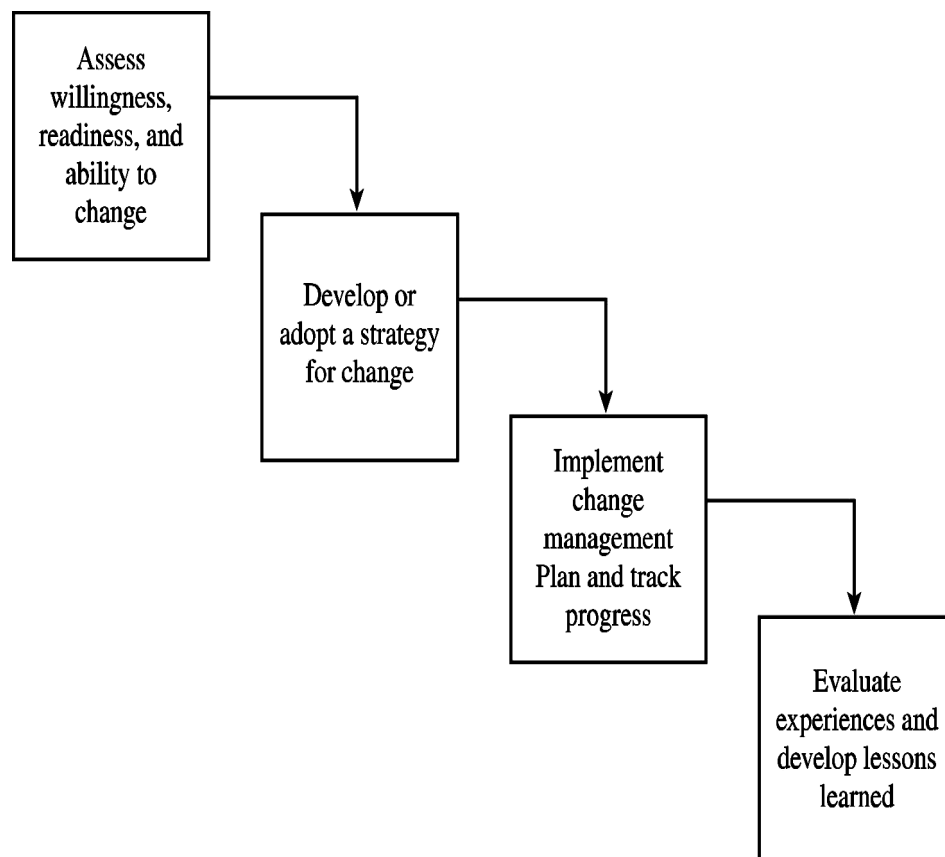 Assess
willingness,
readiness, and
ability to
change
Develop or
adopt a strategy
for change
Implement
change
management
Plan and track
progress
Evaluate
experiences and
develop lessons
learned